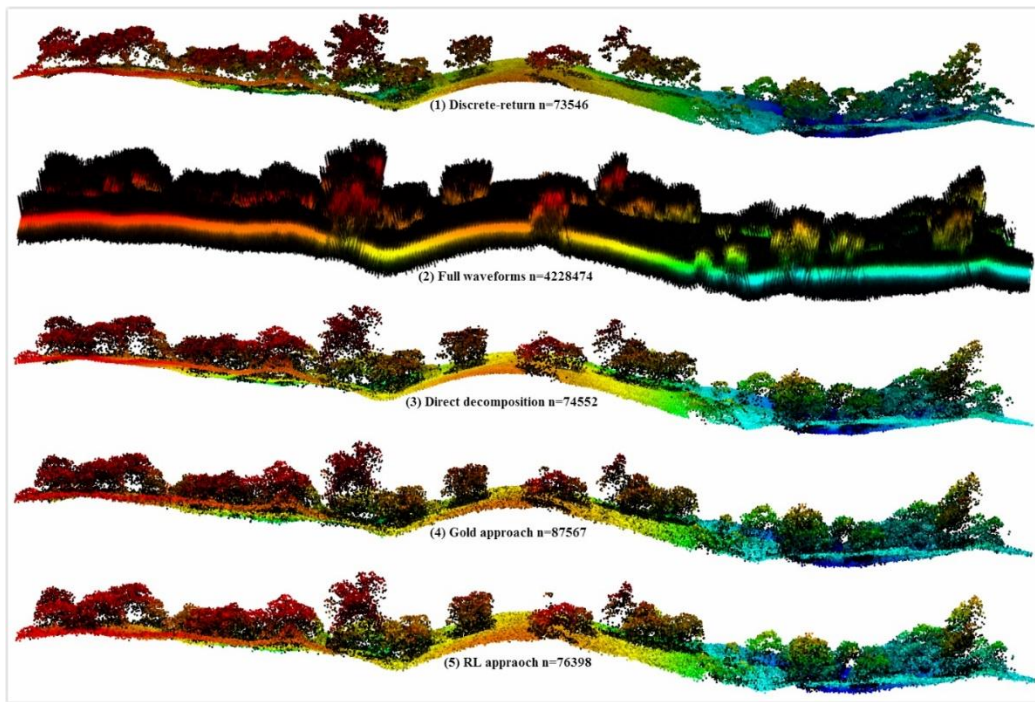 (1) Discrete-return n=73546
(2) Full waveforms n=4228474
(3) Direct decomposition n=74552
(4) Gold approach n=87567
(5) RL appraoch n=76398